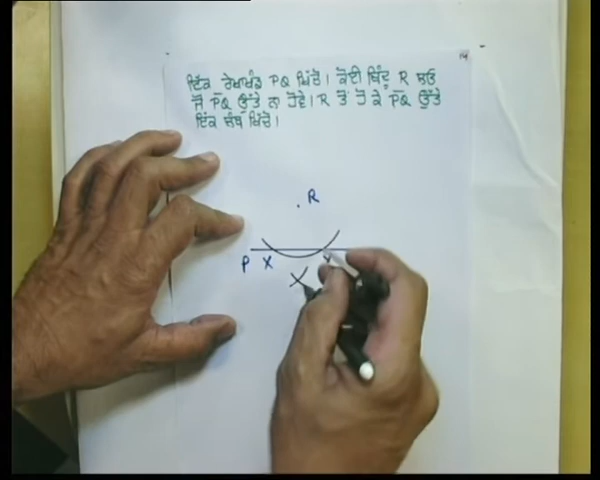 ਇੱਕ ਰੇਖਾਖੰਡ PQ ਖਿੱਚੋ। ਕੋਈ ਬਿੰਦੂ R ਲਓ
ਜੋ PQ ਉੱਤੇ ਨਾ ਹੋਵੇ। R ਤੋਂ ਹੋ ਕੇ PQ ਉੱਤੇ
ਇੱਕ ਲੰਬ ਖਿੱਚੋ।
R
P X